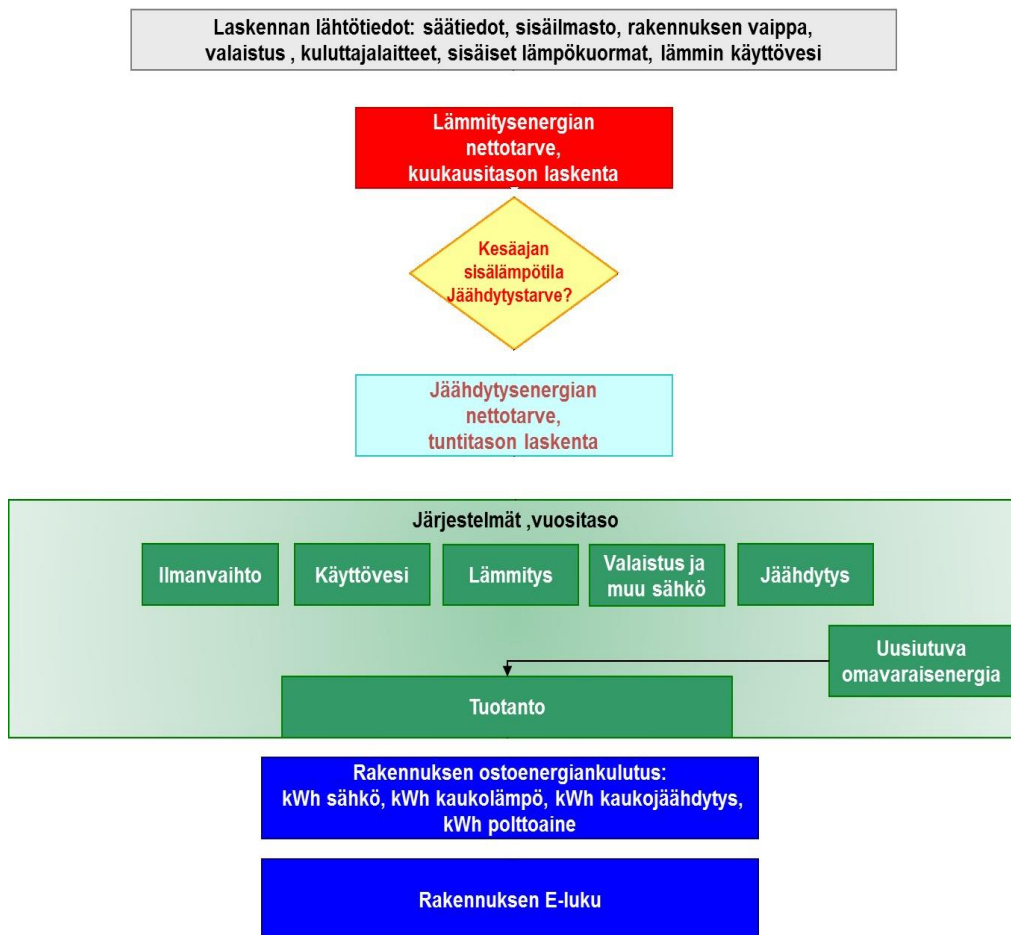 Laskennan lähtötiedot: säätiedot, sisäilmasto, rakennuksen vaippa,
valaistus , kuluttajalaitteet, sisäiset lämpökuormat, lämmin käyttövesi
Lämmitysenergian
nettotarve,
kuukausitason laskenta
Kesäajan
sisälämpötila
Jäähdytystarve?
Jäähdytysenergian
nettotarve,
tuntitason laskenta
Järjestelmät ,vuositaso
Ilmanvaihto
Käyttövesi
Lämmitys
Valaistus ja
muu sähkö
Jäähdytys
Uusiutuva
omavaraisenergia
Tuotanto
Rakennuksen ostoenergiankulutus:
kWh sähkö, kWh kaukolämpö, kWh kaukojäähdytys,
kWh polttoaine
Rakennuksen E-luku